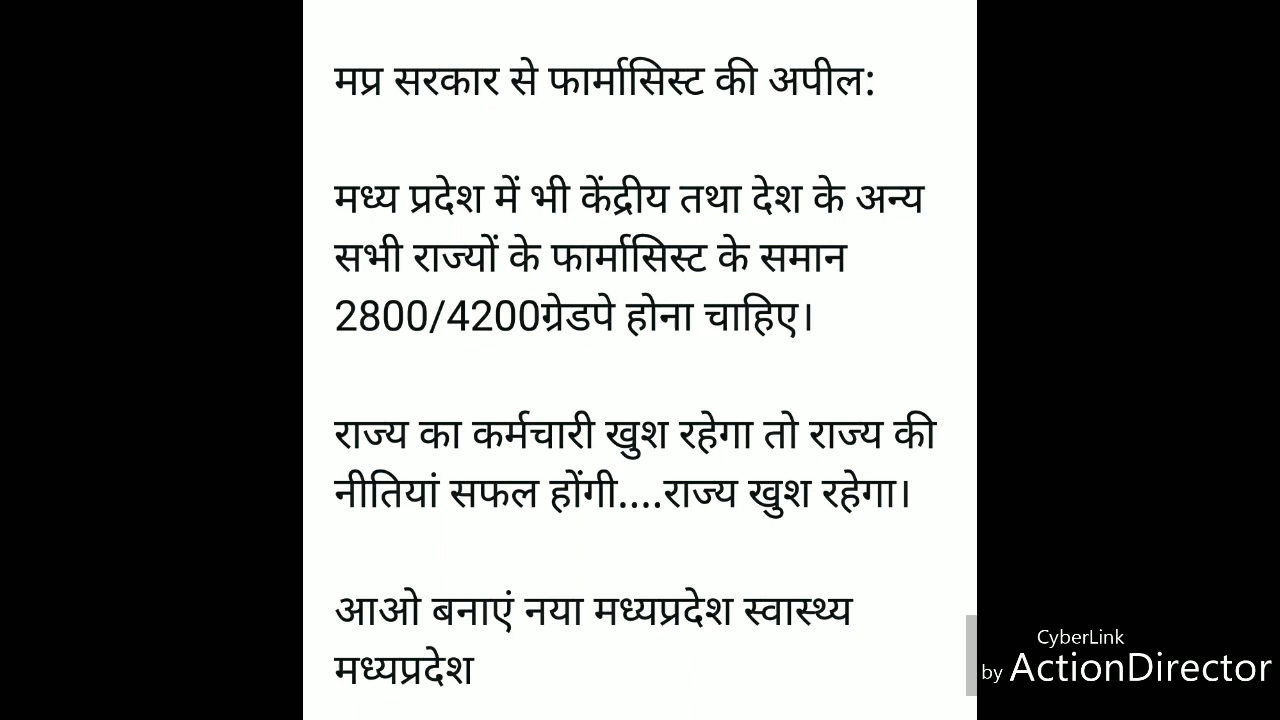 मप्र सरकार से फार्मासिस्ट की अपील:
मध्य प्रदेश में भी केंद्रीय तथा देश के अन्य
सभी राज्यों के फार्मासिस्ट के समान
2800/4200ग्रेडपे होना चाहिए।
राज्य का कर्मचारी खुश रहेगा तो राज्य की
नीतियां सफल होंगी....राज्य खुश रहेगा।
आओ बनाएं नया मध्यप्रदेश स्वास्थ्य
मध्यप्रदेश
CyberLink
by ActionDirector